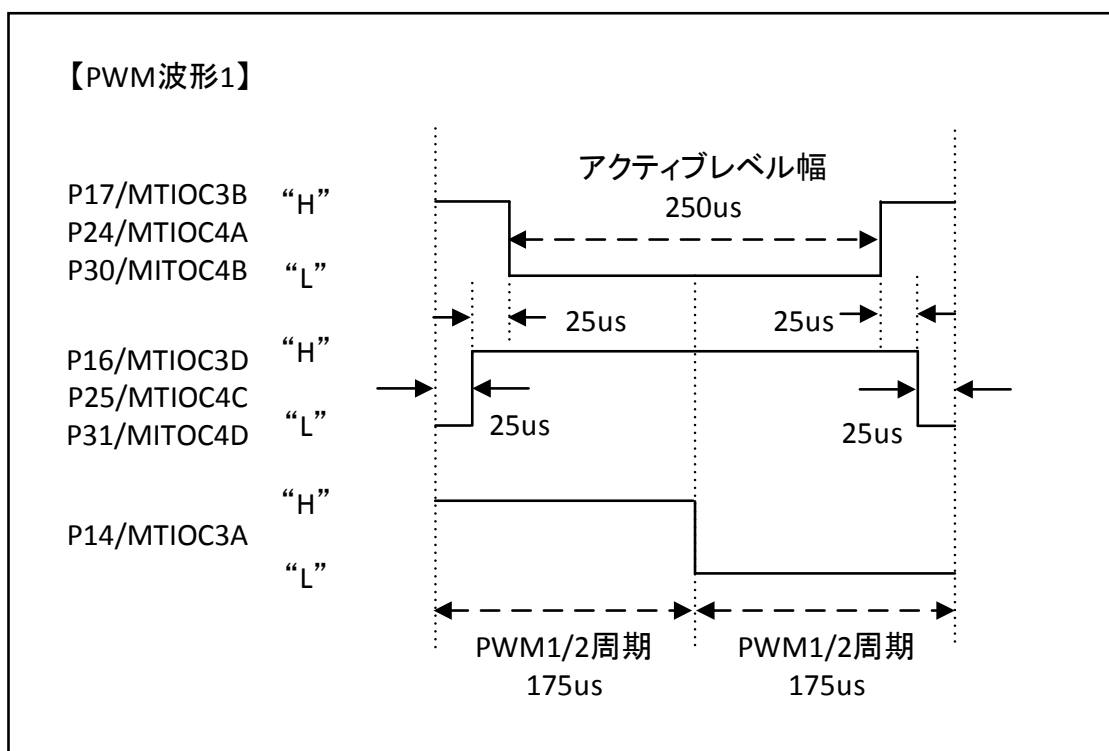 【PWM波形1】
アクティブレベル幅
250us
P17/MTIOC3B
P24/MTIOC4A
P30/MITOC4B
“H”
“L”
25us
25us
P16/MTIOC3D
P25/MTIOC4C
P31/MITOC4D
“H”
“L”
25us
25us
P14/MTIOC3A
“H”
“L”
PWM1/2周期
175us
PWM1/2周期
175us